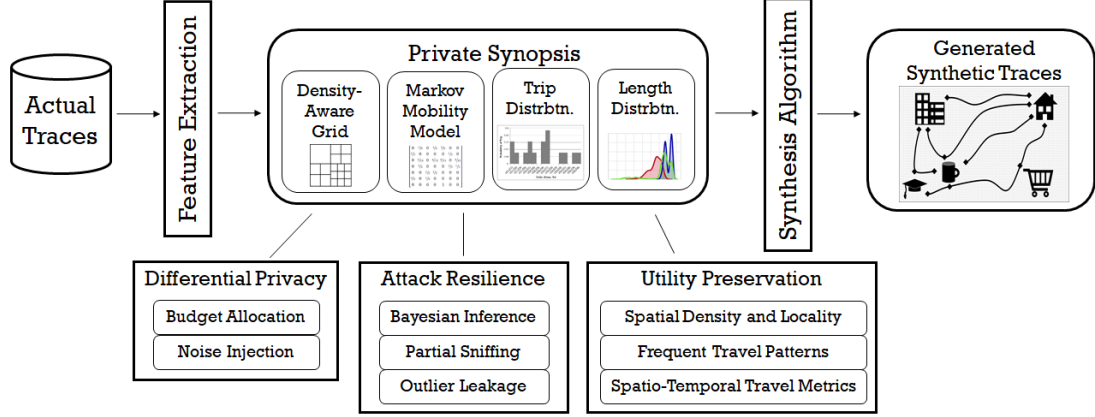 Actual
Traces
Feature Extraction
Private Synopsis
Density-
Aware
Grid
Markov
Mobility
Model
Trip
Distrbtn.
Length
Distrbtn.
Synthesis Algorithm
Generated
Synthetic Traces
Differential Privacy
Budget Allocation
Noise Injection
Attack Resilience
Bayesian Inference
Partial Sniffing
Outlier Leakage
Utility Preservation
Spatial Density and Locality
Frequent Travel Patterns
Spatio-Temporal Travel Metrics